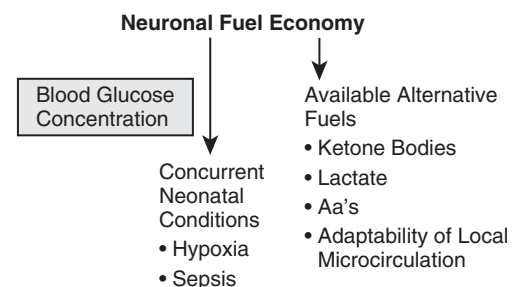 Neuronal Fuel Economy
Blood Glucose
Concentration
Concurrent
Neonatal
Conditions
• Hypoxia
• Sepsis
Available Alternative
Fuels
• Ketone Bodies
• Lactate
• Aa's
• Adaptability of Local
Microcirculation